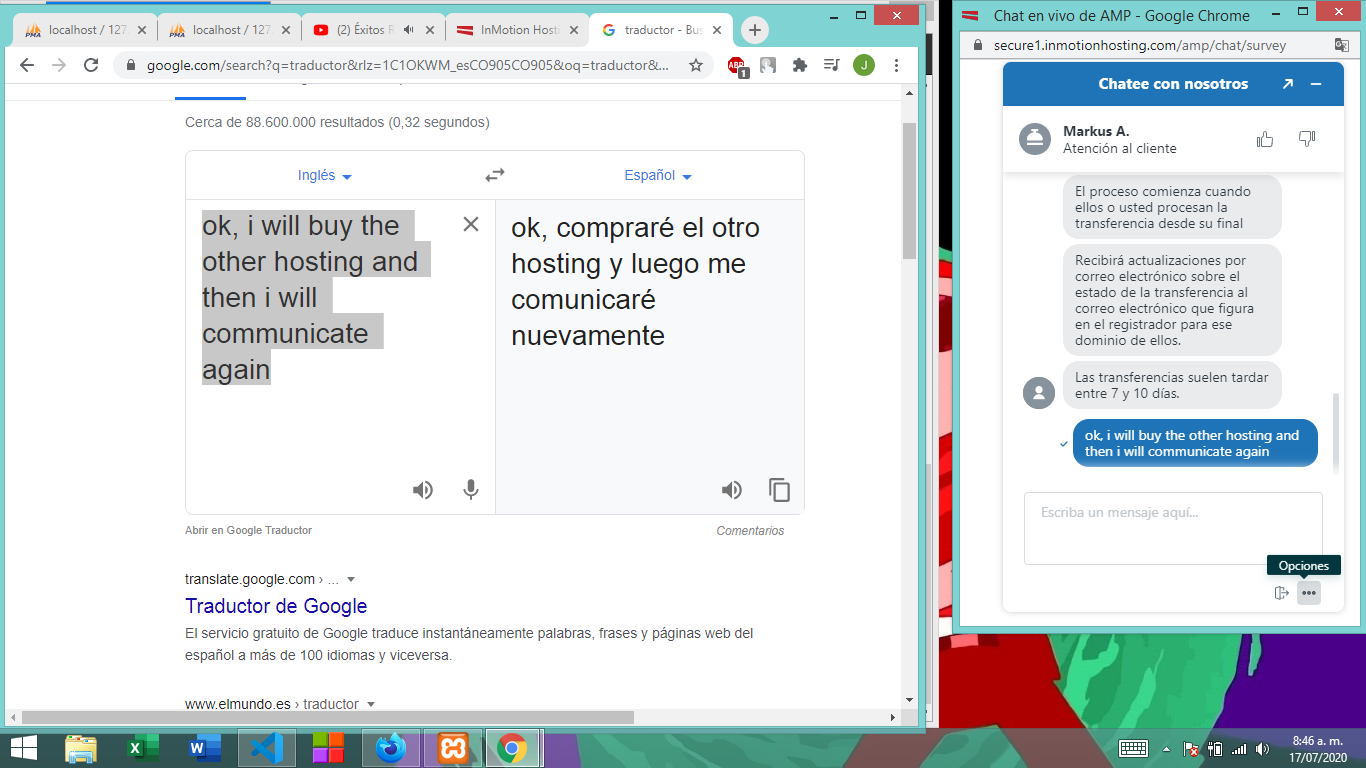 localhost / 127.
localhost / 127.
(2) Éxitos R
InMotion Host
traductor - Bus
google.com/search?q=traductor&rlz=1C1OKWM_esCO905CO905&oq=traductor&...
ABP
1
J
Cerca de 88.600.000 resultados (0,32 segundos)
Inglés
Español
ok, i will buy the
other hosting and
then i will
communicate
again
ok, compraré el otro
hosting y luego me
comunicaré
nuevamente
Abrir en Google Traductor
Comentarios
translate.google.com › ...
Traductor de Google
El servicio gratuito de Google traduce instantáneamente palabras, frases y páginas web del
español a más de 100 idiomas y viceversa.
www.elmundo.es › traductor
Chat en vivo de AMP - Google Chrome
secure1.inmotionhosting.com/amp/chat/survey
Chatee con nosotros
Markus A.
Atención al cliente
El proceso comienza cuando
ellos o usted procesan la
transferencia desde su final
Recibirá actualizaciones por
correo electrónico sobre el
estado de la transferencia al
correo electrónico que figura
en el registrador para ese
dominio de ellos.
Las transferencias suelen tardar
entre 7 y 10 días.
ok, i will buy the other hosting and
then i will communicate again
Escriba un mensaje aquí...
Opciones
8:46 a. m.
17/07/2020